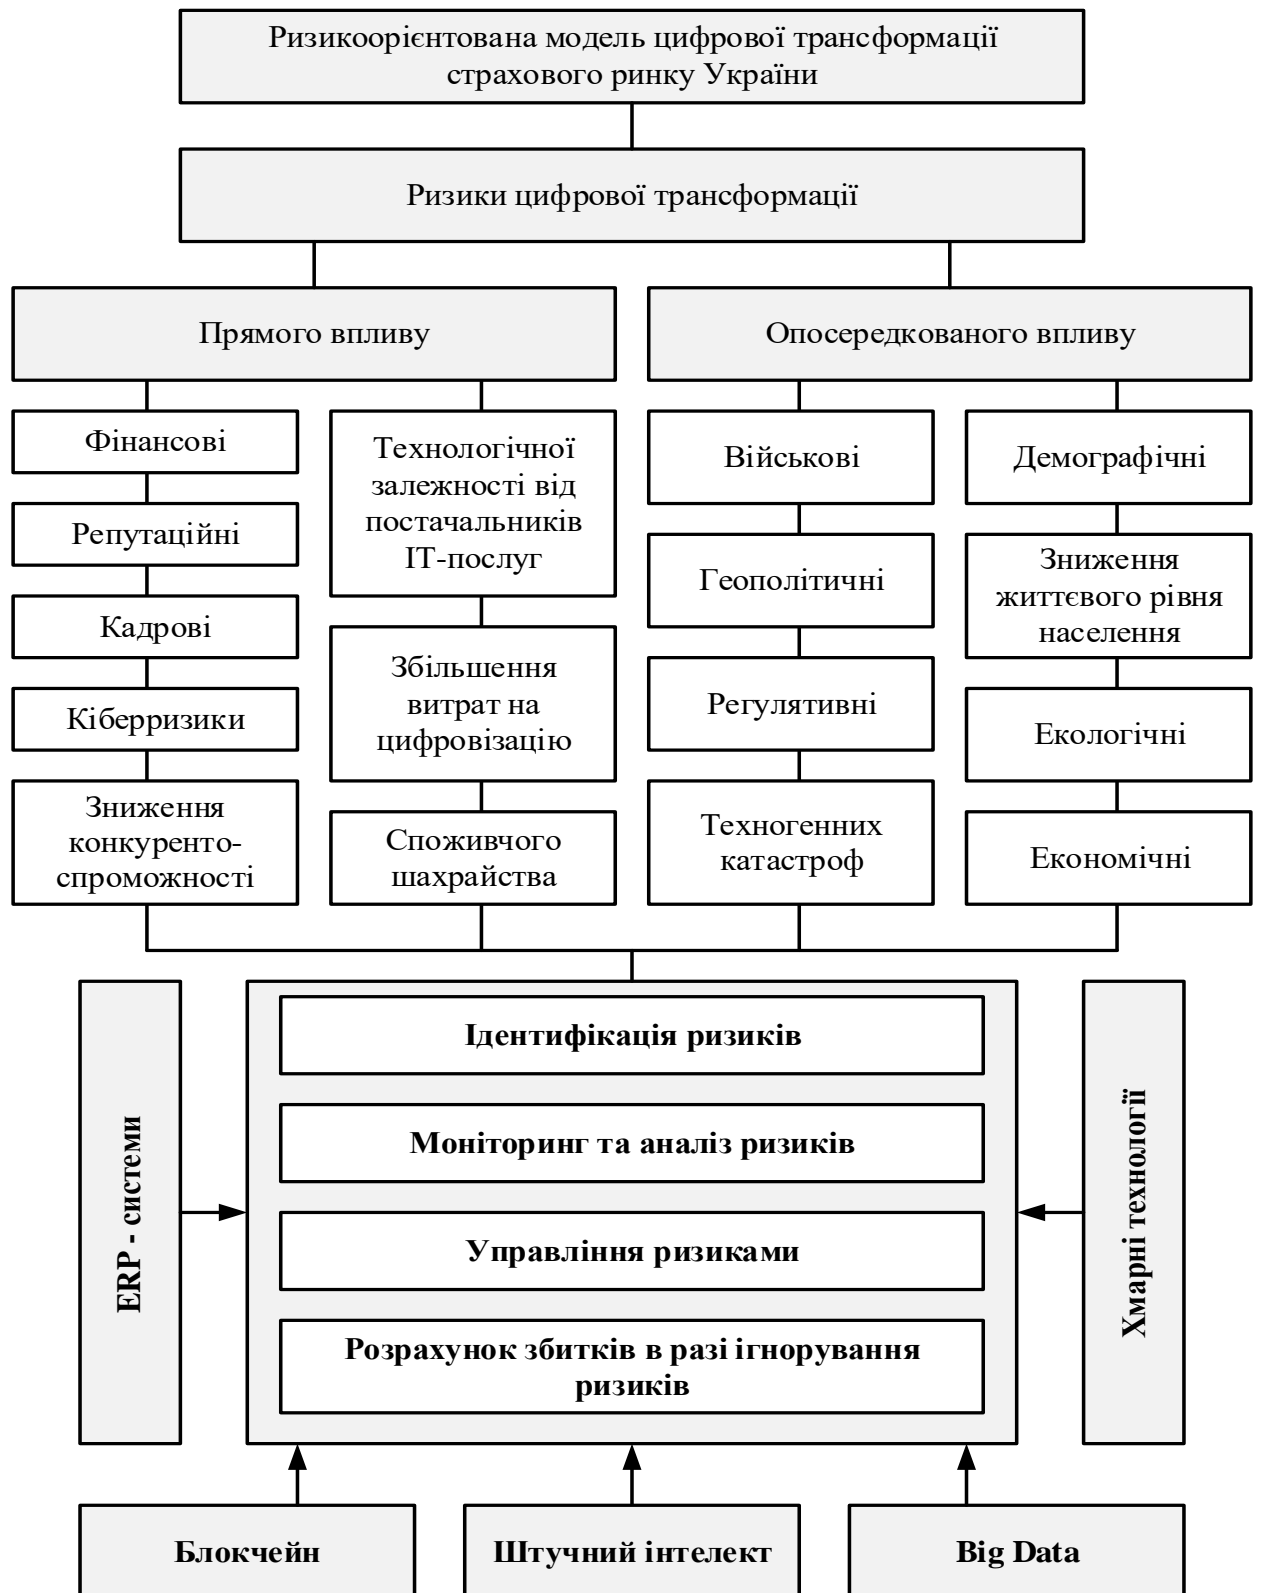 Ризикоорієнтована модель цифрової трансформації
страхового ринку України
Ризики цифрової трансформації
Прямого впливу
Опосередкованого впливу
Фінансові
Репутаційні
Кадрові
Кіберризики
Зниження
конкуренто-
спроможності
Технологічної
залежності від
постачальників
ІТ-послуг
Збільшення
витрат на
цифровізацію
Споживчого
шахрайства
Військові
Геополітичні
Регулятивні
Техногенних
катастроф
Демографічні
Зниження
життєвого рівня
населення
Екологічні
Економічні
ERP - системи
Ідентифікація ризиків
Моніторинг та аналіз ризиків
Управління ризиками
Розрахунок збитків в разі ігнорування
ризиків
Хмарні технології
Блокчейн
Штучний інтелект
Big Data